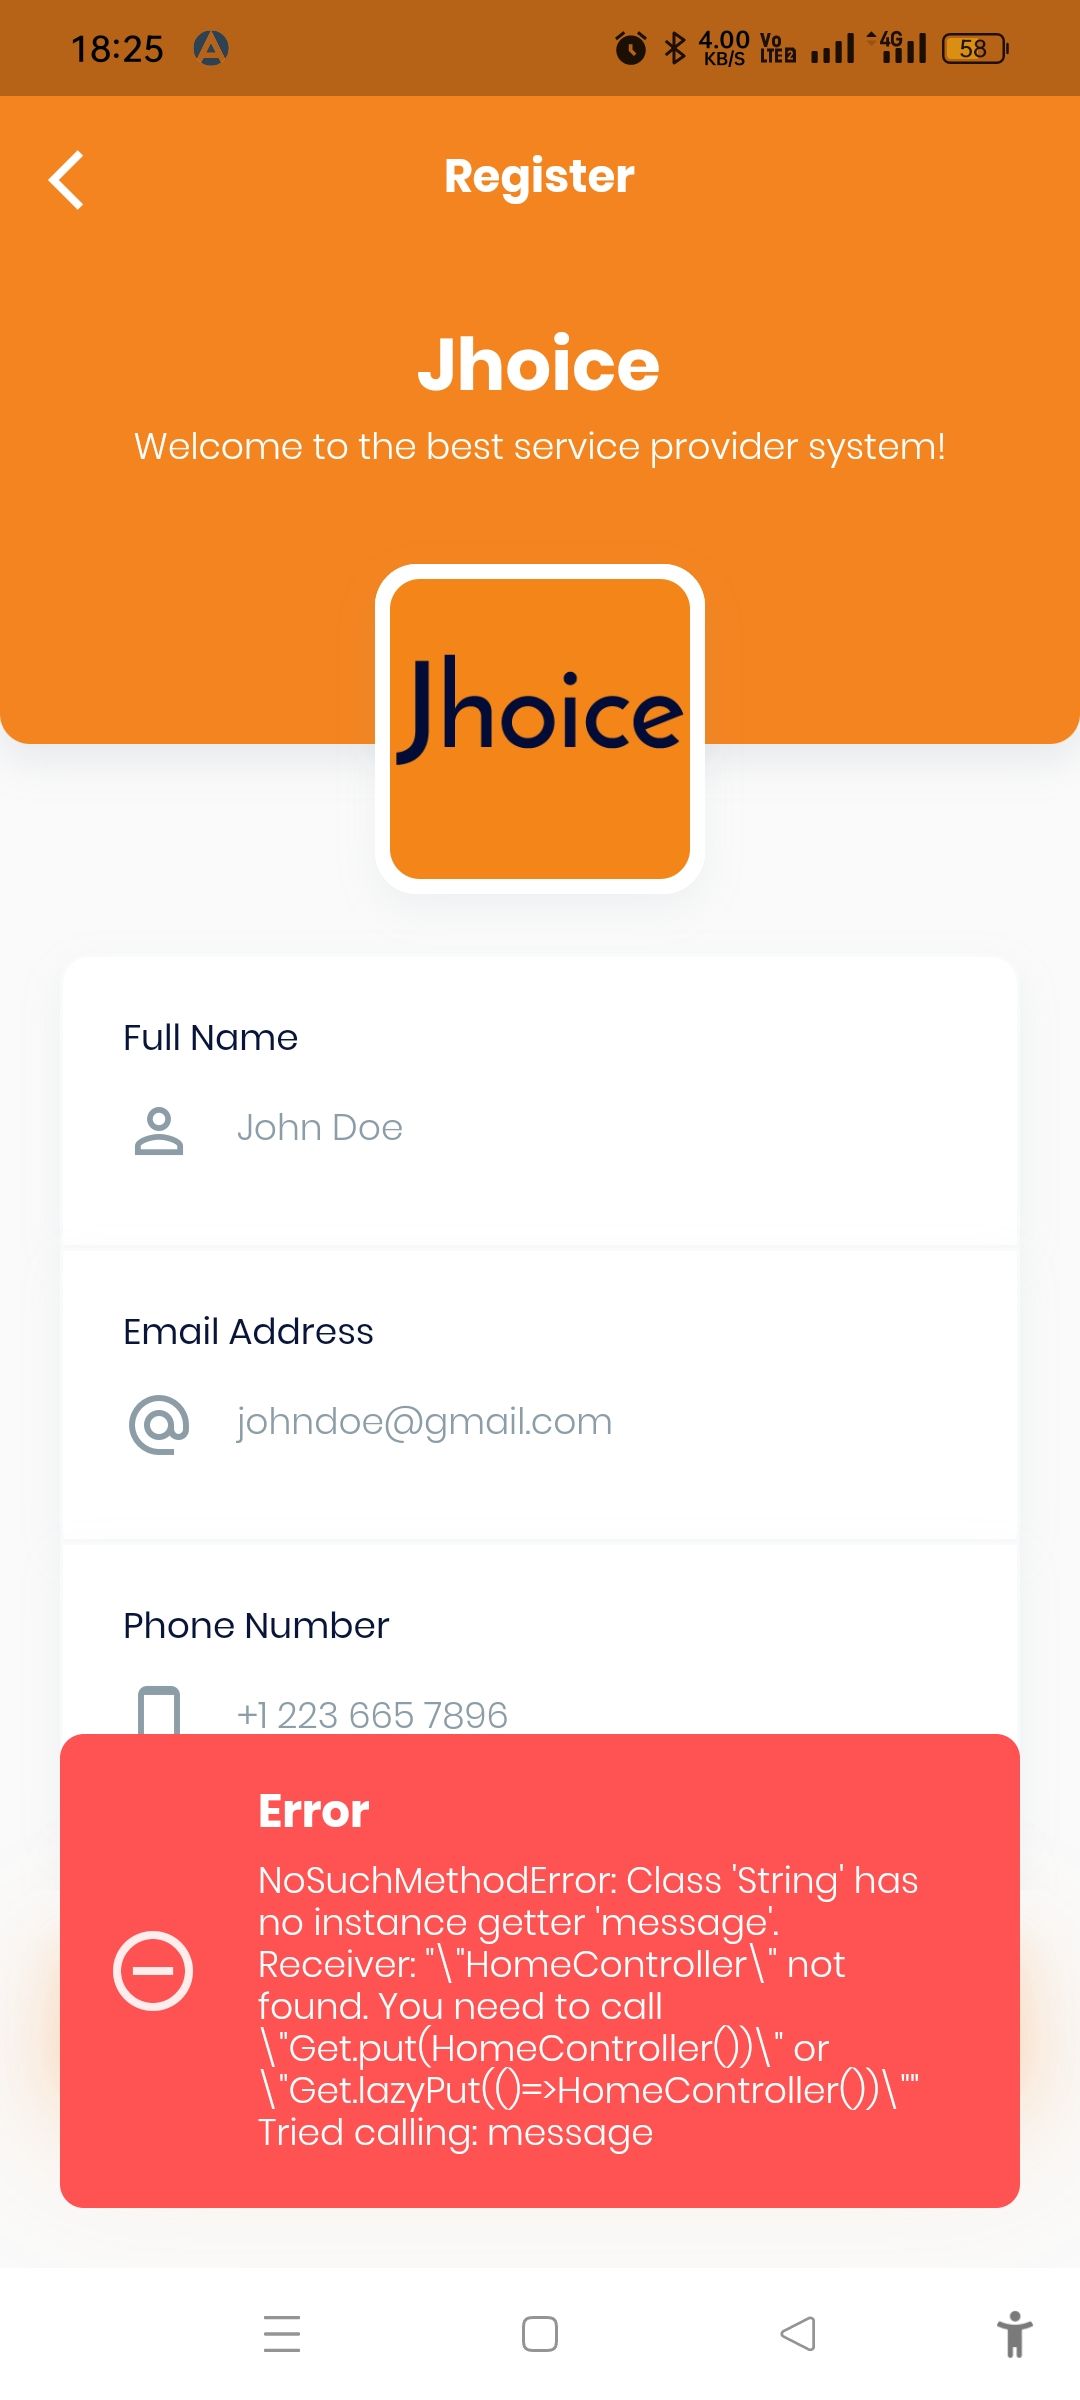 18:25
4.00 KB/S
Vo LTE 2
4G
58
Register
Jhoice
Welcome to the best service provider system!
Jhoice
Full Name
John Doe
Email Address
johndoe@gmail.com
Phone Number
+1 223 665 7896
Error
NoSuchMethodError: Class 'String' has
no instance getter 'message'.
Receiver: "\"HomeController\" not
found. You need to call
\"Get.put(HomeController())\" or
\"Get.lazyPut(()=>HomeController())\""
Tried calling: message